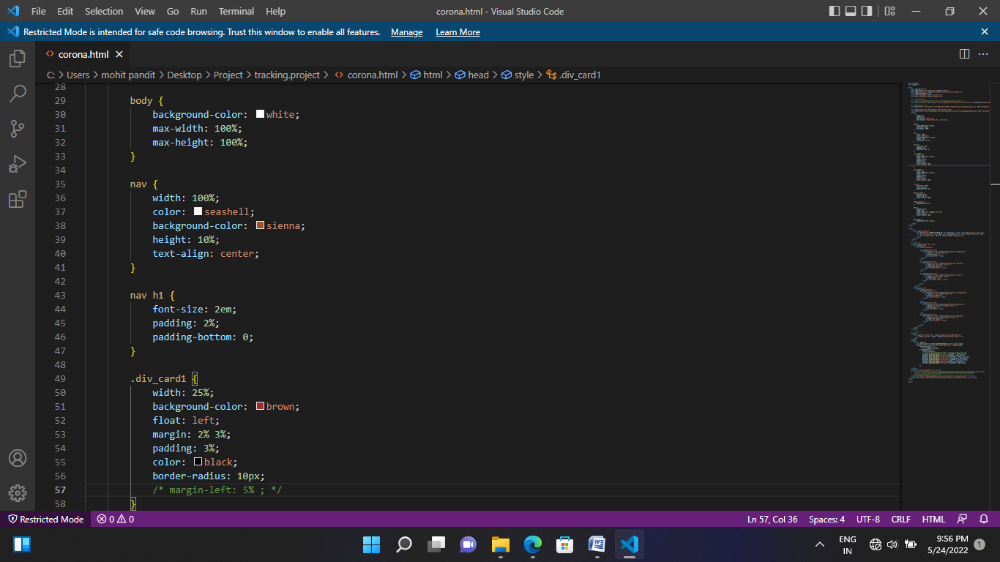 File Edit Selection View Go Run Terminal Help corona.html - Visual Studio Code
Restricted Mode is intended for safe code browsing. Trust this window to enable all features. Manage Learn More
corona.html
C: > Users > mohit pandit > Desktop > Project > tracking.project > corona.html > html > head > style > .div_card1
28
29 body {
30 background-color: white;
31 max-width: 100%;
32 max-height: 100%;
33 }
34
35 nav {
36 width: 100%;
37 color: seashell;
38 background-color: sienna;
39 height: 10%;
40 text-align: center;
41 }
42
43 nav h1 {
44 font-size: 2em;
45 padding: 2%;
46 padding-bottom: 0;
47 }
48
49 .div_card1 {
50 width: 25%;
51 background-color: brown;
52 float: left;
53 margin: 2% 3%;
54 padding: 3%;
55 color: black;
56 border-radius: 10px;
57 /* margin-left: 5% ; */
58 }
Restricted Mode 0 0 Ln 57, Col 36 Spaces: 4 UTF-8 CRLF HTML
ENG 9:56 PM
IN 5/24/2022 1